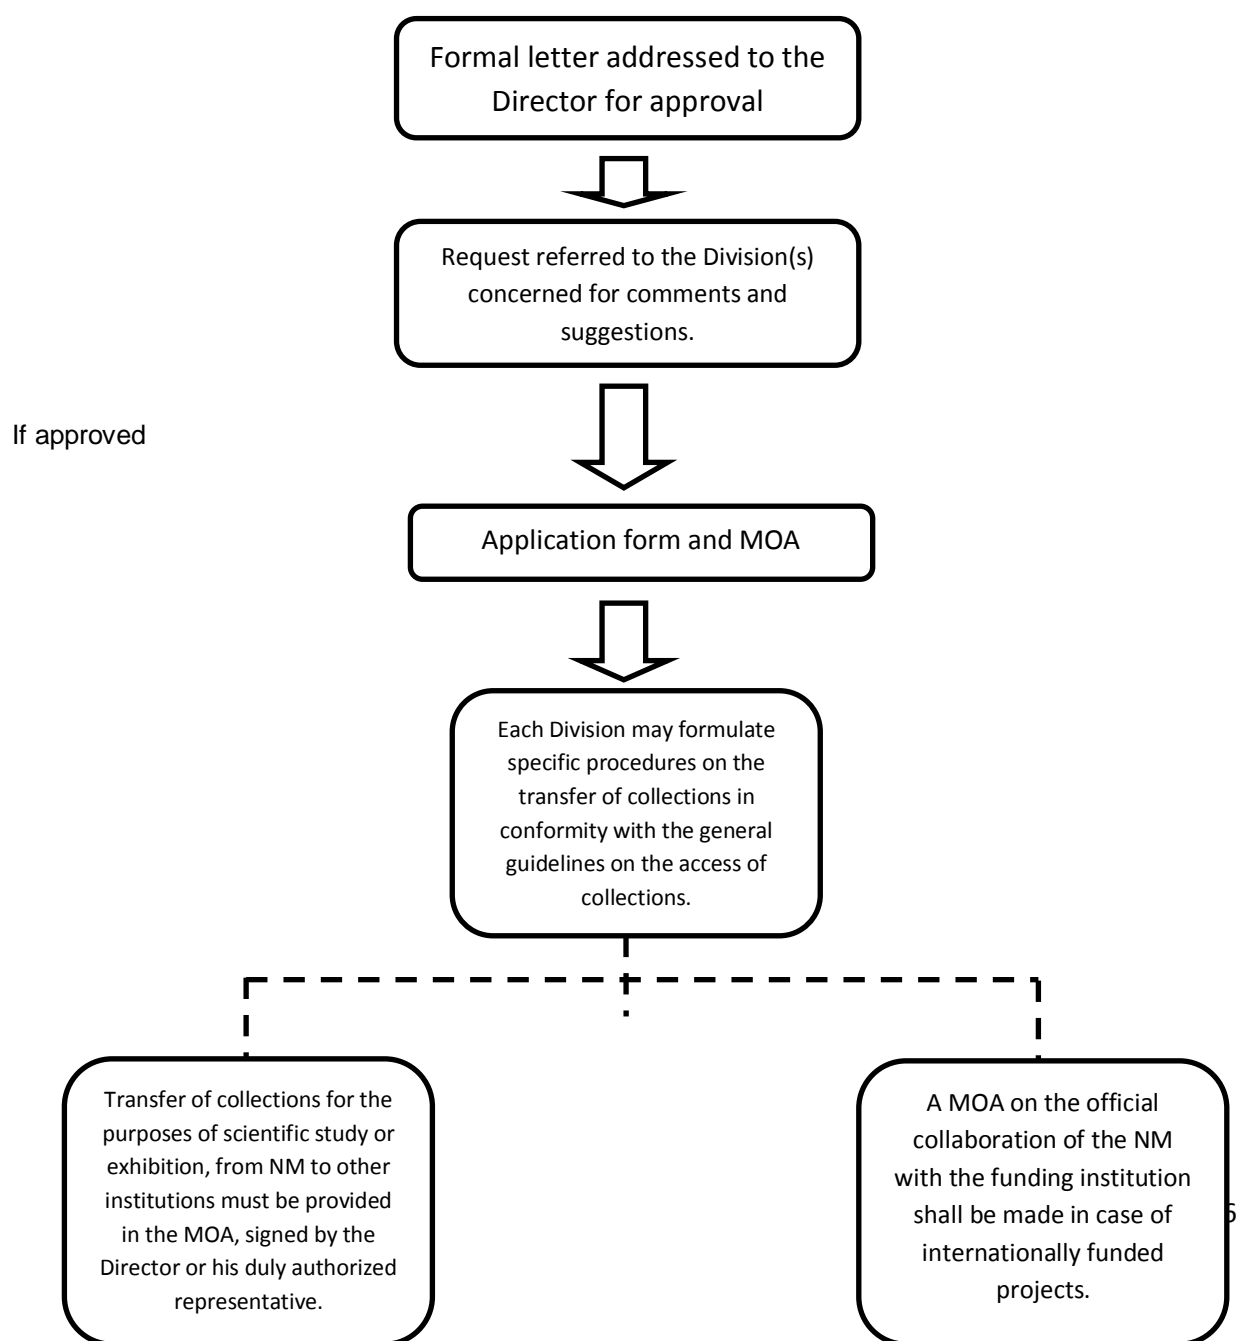 Formal letter addressed to the
Director for approval
Request referred to the Division(s)
concerned for comments and
suggestions.
If approved
Application form and MOA
Each Division may formulate
specific procedures on the
transfer of collections in
conformity with the general
guidelines on the access of
collections.
Transfer of collections for the
purposes of scientific study or
exhibition, from NM to other
institutions must be provided
in the MOA, signed by the
Director or his duly authorized
representative.
A MOA on the official
collaboration of the NM
with the funding institution
shall be made in case of
internationally funded
projects.